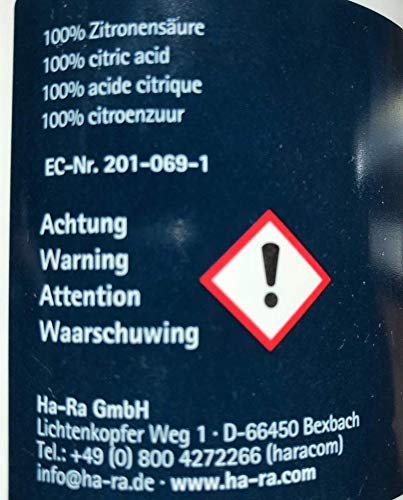 100% Zitronensäure
100% citric acid
100% acide citrique
100% citroenzuur
EC-Nr. 201-069-1
Achtung
Warning
Attention
Waarschuwing
!
Ha-Ra GmbH
Lichtenkopfer Weg 1 · D-66450 Bexbach
Tel.: +49 (0) 800 4272266 (haracom)
info@ha-ra.de · www.ha-ra.com